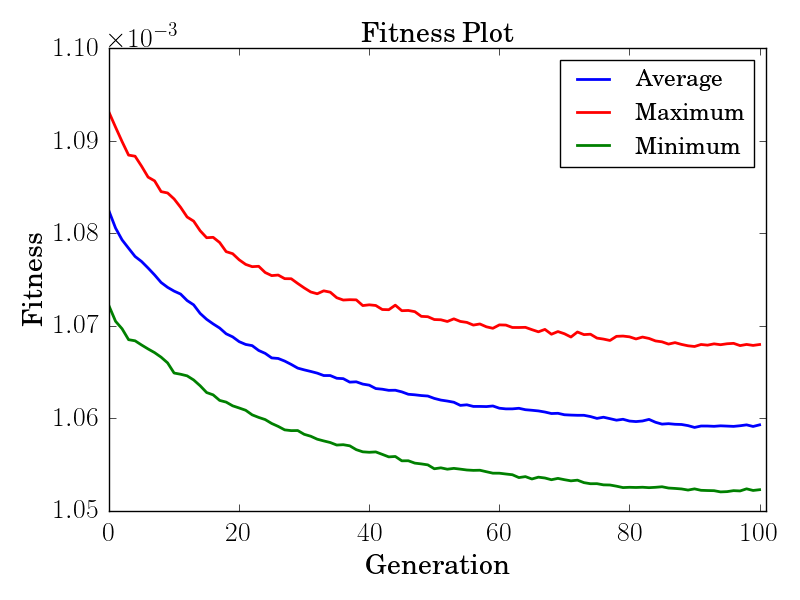 Fitness Plot
×10⁻³
1.10
1.09
1.08
1.07
1.06
1.05
Fitness
Average
Maximum
Minimum
0 20 40 60 80 100
Generation